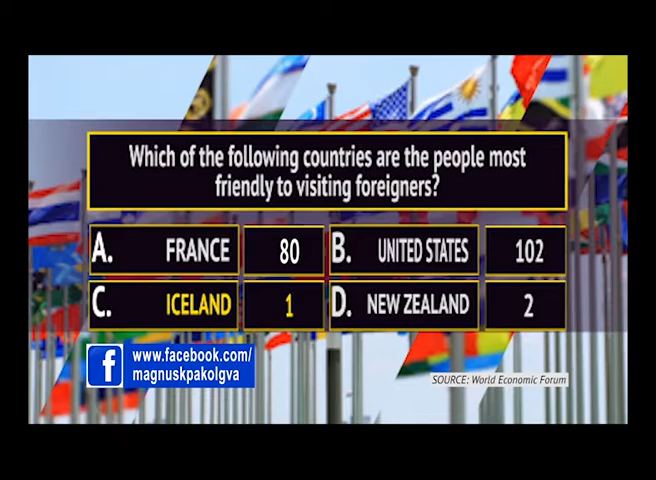 Which of the following countries are the people most
friendly to visiting foreigners?
A. FRANCE 80 B. UNITED STATES 102
C. ICELAND 1 D. NEW ZEALAND 2
f www.facebook.com/
magnuskpakolgva
SOURCE: World Economic Forum